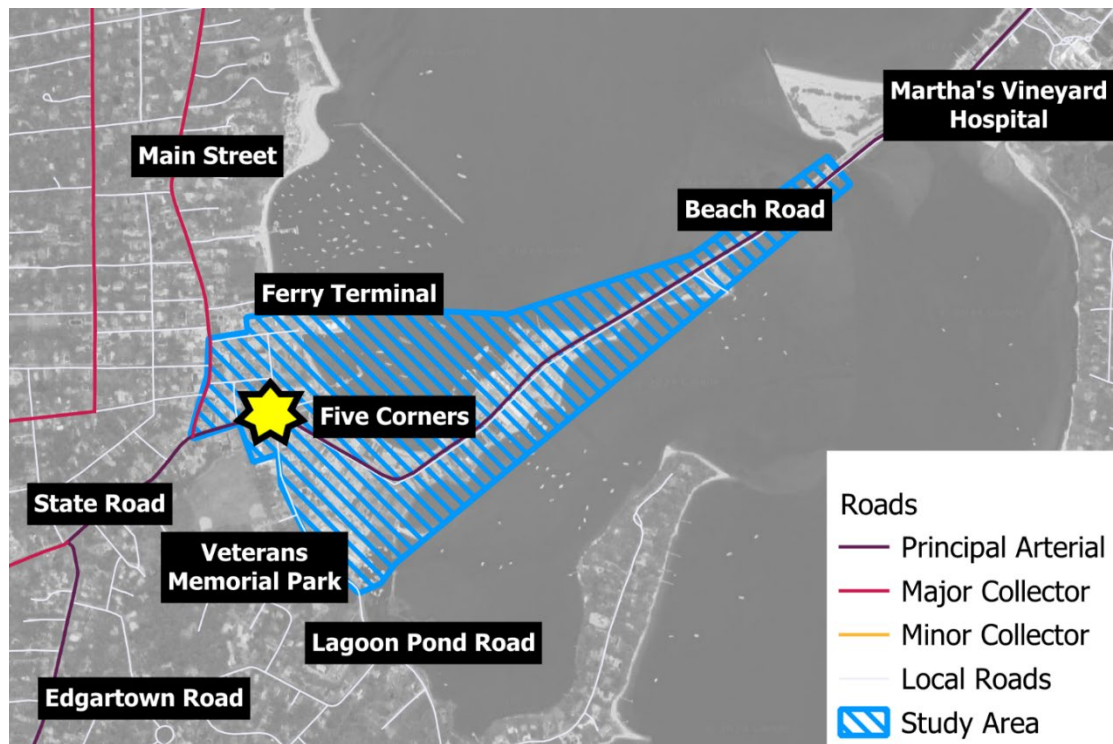 Main Street
Martha's Vineyard
Hospital
Beach Road
Ferry Terminal
Five Corners
State Road
Veterans
Memorial Park
Lagoon Pond Road
Edgartown Road
Roads
Principal Arterial
Major Collector
Minor Collector
Local Roads
Study Area